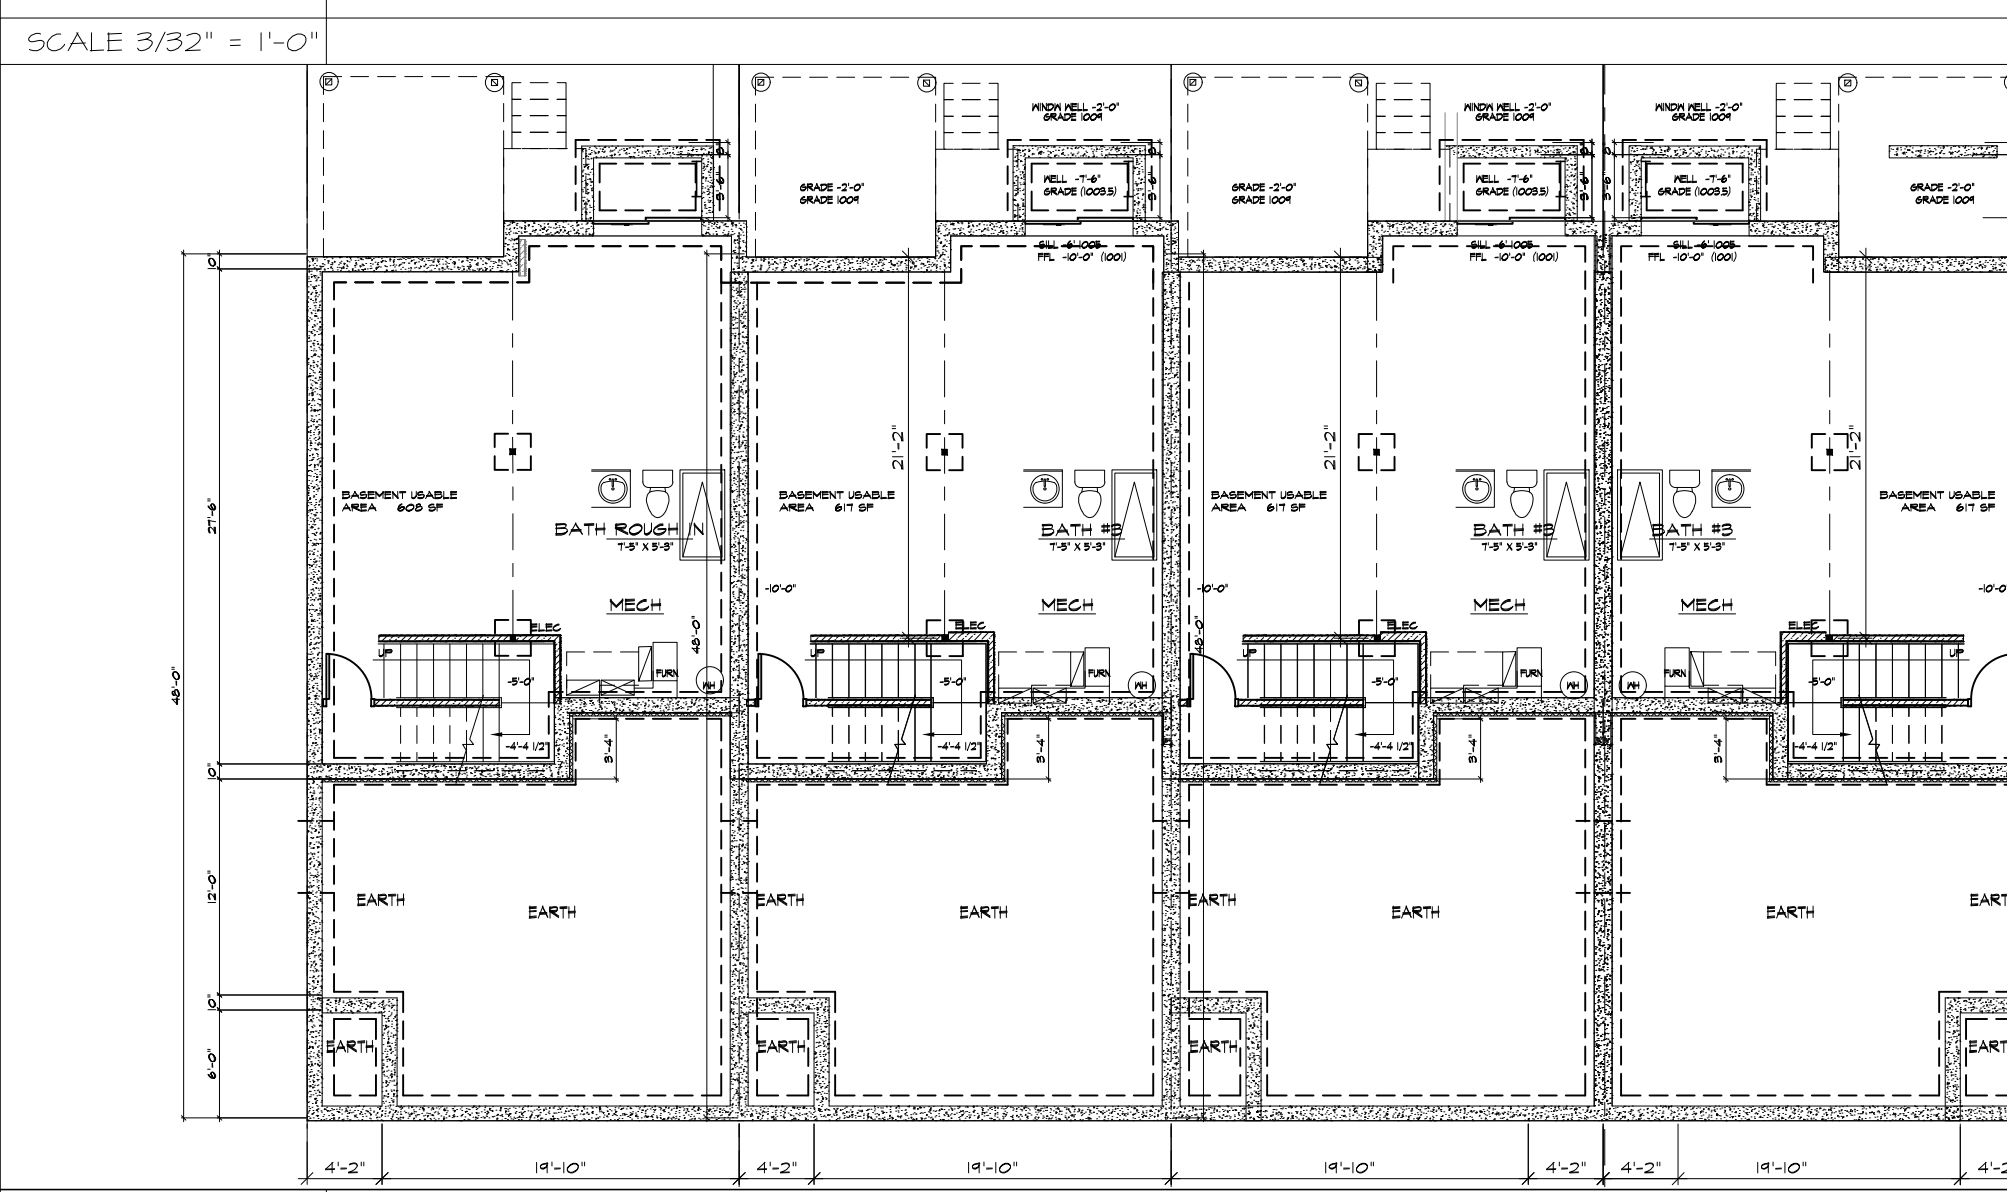 SCALE 3/32" = 1'-0"
WINDW WELL -2'-0"
GRADE 1009
WINDW WELL -2'-0"
GRADE 1009
WINDW WELL -2'-0"
GRADE 1009
GRADE -2'-0"
GRADE 1009
WELL -7'-6"
GRADE (1003.5)
GRADE -2'-0"
GRADE 1009
WELL -7'-6"
GRADE (1003.5)
WELL -7'-6"
GRADE (1003.5)
GRADE -2'-0"
GRADE 1009
3'-6"
3'-6"
3'-6"
3'-6"
SILL -6' 1005
FFL -10'-0" (1001)
SILL -6' 1005
FFL -10'-0" (1001)
SILL -6' 1005
FFL -10'-0" (1001)
10"
21'-2"
21'-2"
21'-2"
27'-6"
BASEMENT USABLE
AREA 608 SF
BATH ROUGH IN
7'-5" X 5'-3"
BASEMENT USABLE
AREA 617 SF
BATH #3
7'-5" X 5'-3"
BASEMENT USABLE
AREA 617 SF
BATH #3
7'-5" X 5'-3"
BATH #3
7'-5" X 5'-3"
BASEMENT USABLE
AREA 617 SF
-10'-0"
-10'-0"
-10'-0"
MECH
MECH
MECH
MECH
48'-0"
48'-0"
48'-0"
ELEC
ELEC
ELEC
ELEC
UP
UP
UP
UP
FURN
FURN
FURN
FURN
WH
WH
WH
WH
-5'-0"
-5'-0"
-5'-0"
-5'-0"
-4'-4 1/2"
-4'-4 1/2"
-4'-4 1/2"
-4'-4 1/2"
3'-4"
3'-4"
3'-4"
3'-4"
10"
12'-0"
EARTH
EARTH
EARTH
EARTH
EARTH
EARTH
EARTH
10"
6'-0"
EARTH
EARTH
EARTH
4'-2"
19'-10"
4'-2"
19'-10"
19'-10"
4'-2"
4'-2"
19'-10"